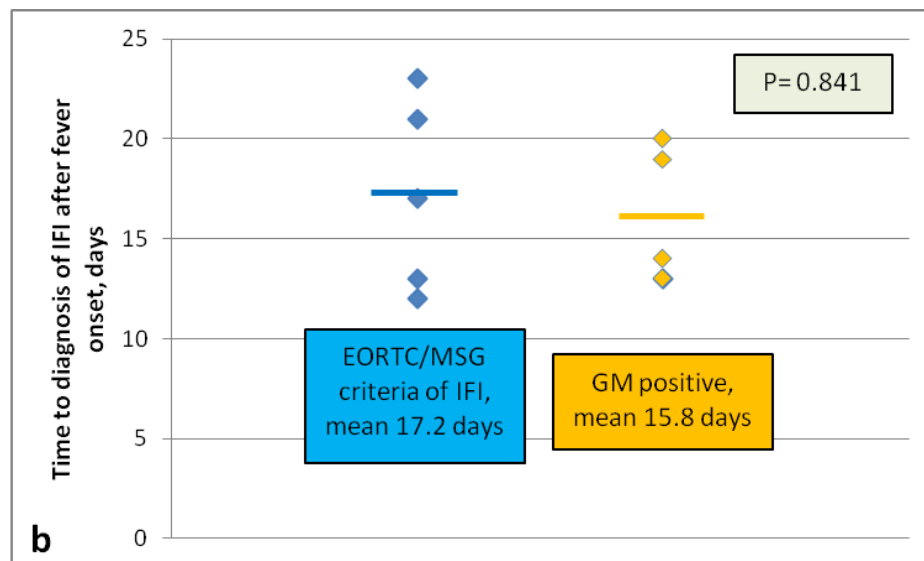 25
20
15
10
5
0
Time to diagnosis of IFI after fever
onset, days
P= 0.841
EORTC/MSG
criteria of IFI,
mean 17.2 days
GM positive,
mean 15.8 days
b